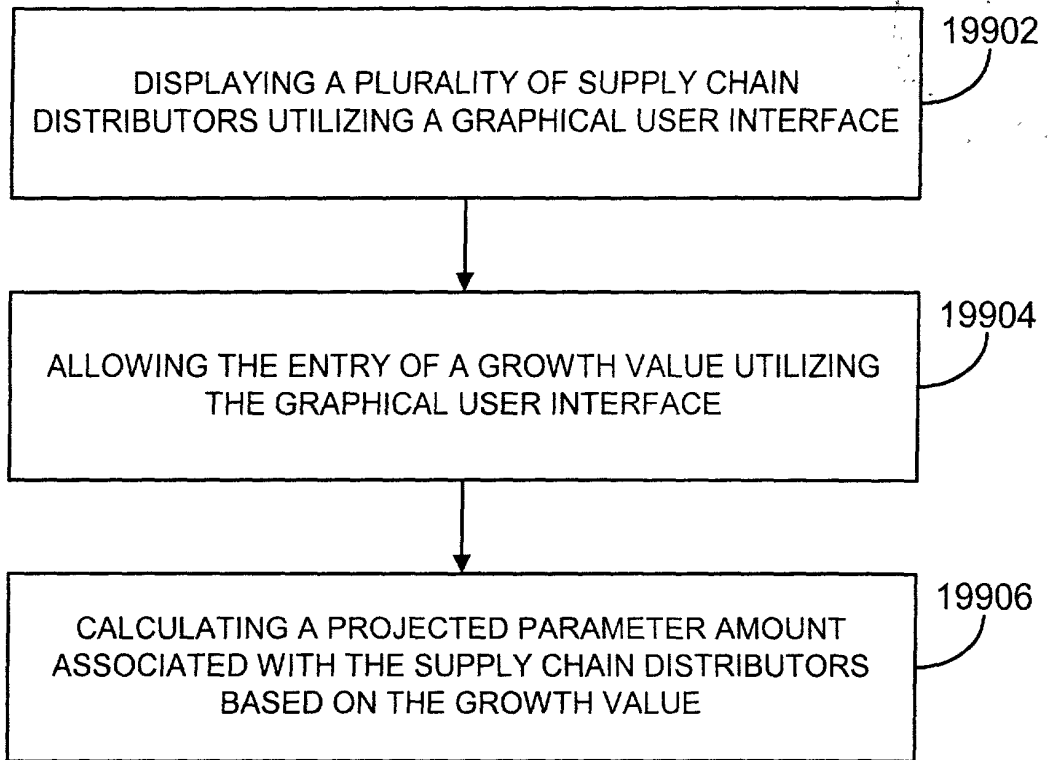 19902
DISPLAYING A PLURALITY OF SUPPLY CHAIN
DISTRIBUTORS UTILIZING A GRAPHICAL USER INTERFACE
19904
ALLOWING THE ENTRY OF A GROWTH VALUE UTILIZING
THE GRAPHICAL USER INTERFACE
19906
CALCULATING A PROJECTED PARAMETER AMOUNT
ASSOCIATED WITH THE SUPPLY CHAIN DISTRIBUTORS
BASED ON THE GROWTH VALUE